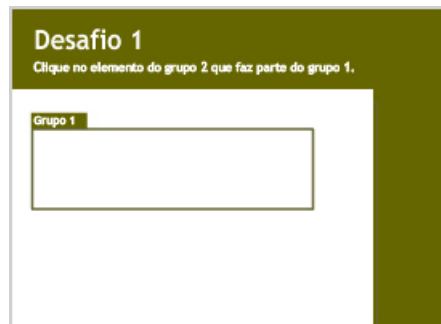 Desafio 1
Clique no elemento do grupo 2 que faz parte do grupo 1.
Grupo 1